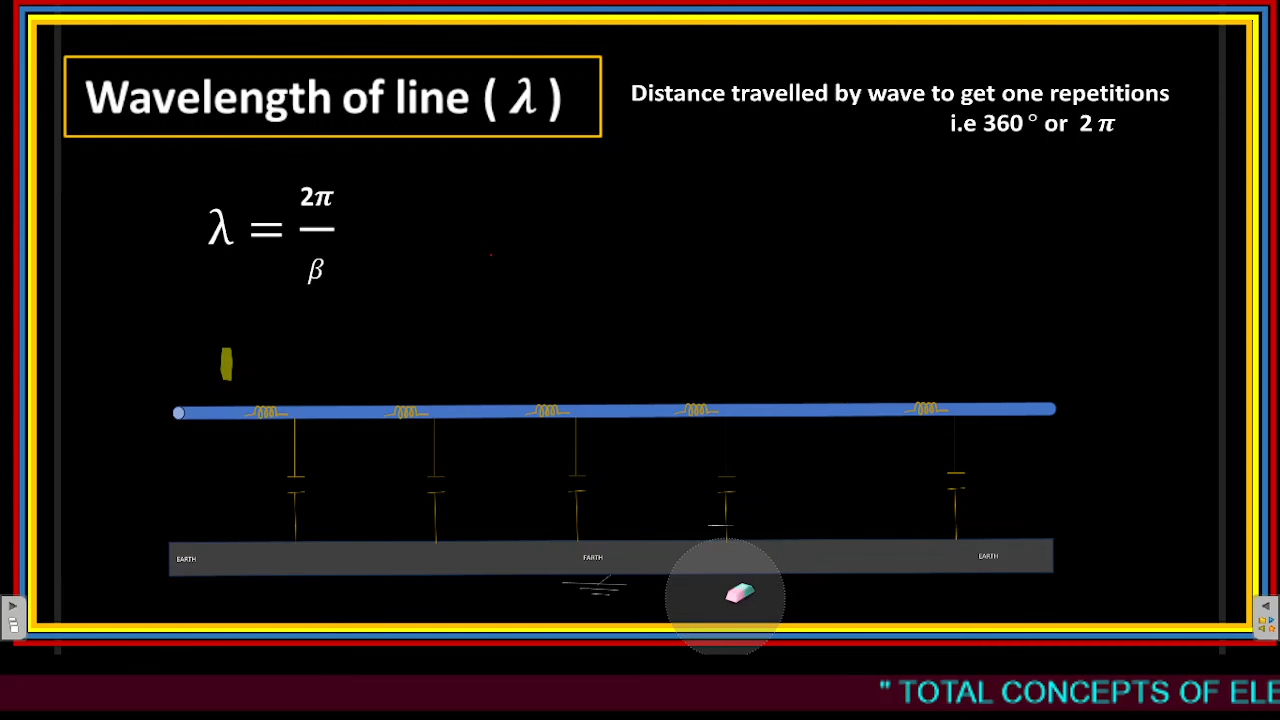 Wavelength of line ( λ )
Distance travelled by wave to get one repetitions
i.e 360 ° or 2 π
λ = 2π / β
EARTH EARTH EARTH
" TOTAL CONCEPTS OF ELE